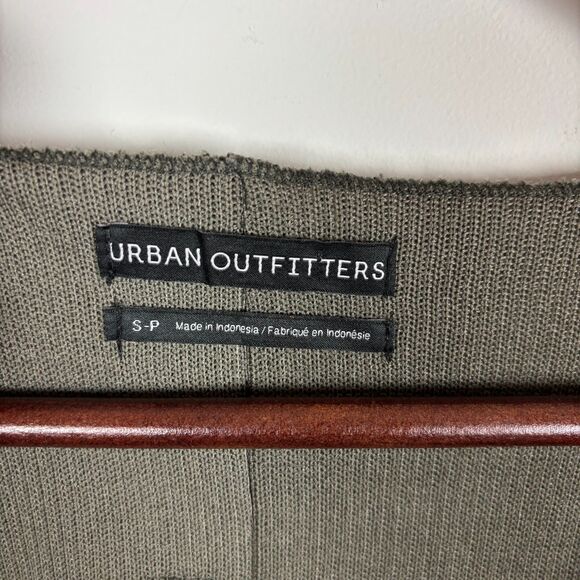 URBAN OUTFITTERS
S-P Made in Indonesia / Fabriqué en Indonésie